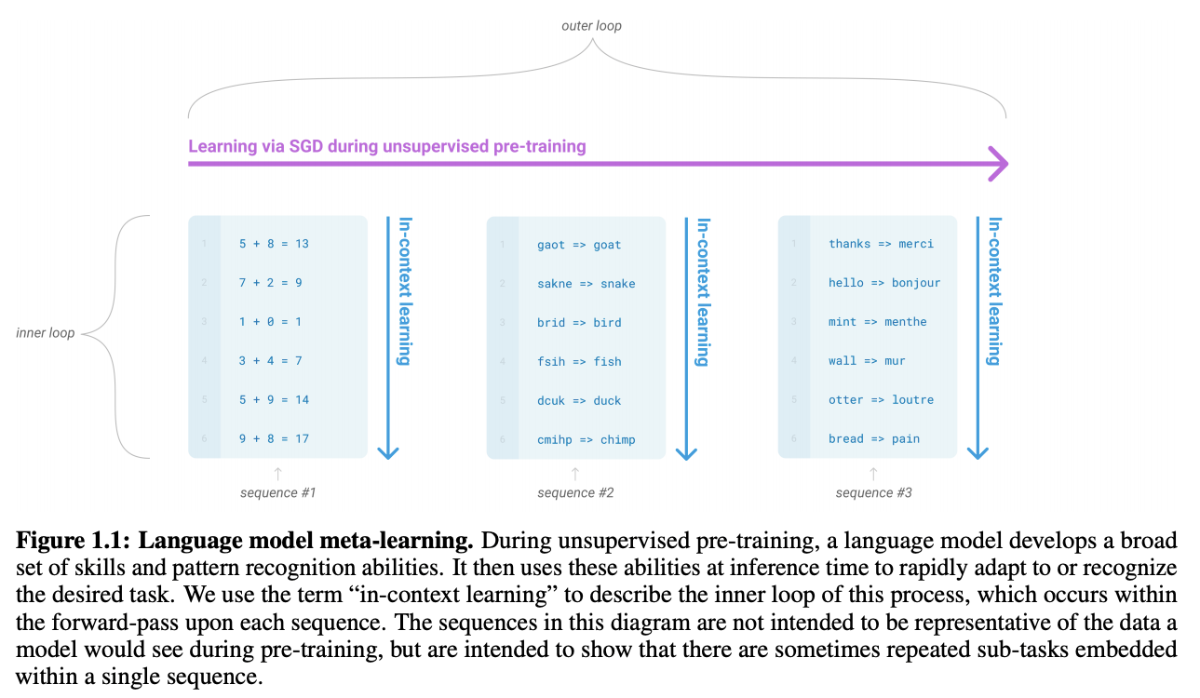 outer loop
Learning via SGD during unsupervised pre-training
inner loop
1 5 + 8 = 13
2 7 + 2 = 9
3 1 + 0 = 1
4 3 + 4 = 7
5 5 + 9 = 14
6 9 + 8 = 17
In-context learning
sequence #1
1 gaot => goat
2 sakne => snake
3 brid => bird
4 fsih => fish
5 dcuk => duck
6 cmihp => chimp
In-context learning
sequence #2
1 thanks => merci
2 hello => bonjour
3 mint => menthe
4 wall => mur
5 otter => loutre
6 bread => pain
In-context learning
sequence #3
Figure 1.1: Language model meta-learning. During unsupervised pre-training, a language model develops a broad
set of skills and pattern recognition abilities. It then uses these abilities at inference time to rapidly adapt to or recognize
the desired task. We use the term “in-context learning” to describe the inner loop of this process, which occurs within
the forward-pass upon each sequence. The sequences in this diagram are not intended to be representative of the data a
model would see during pre-training, but are intended to show that there are sometimes repeated sub-tasks embedded
within a single sequence.